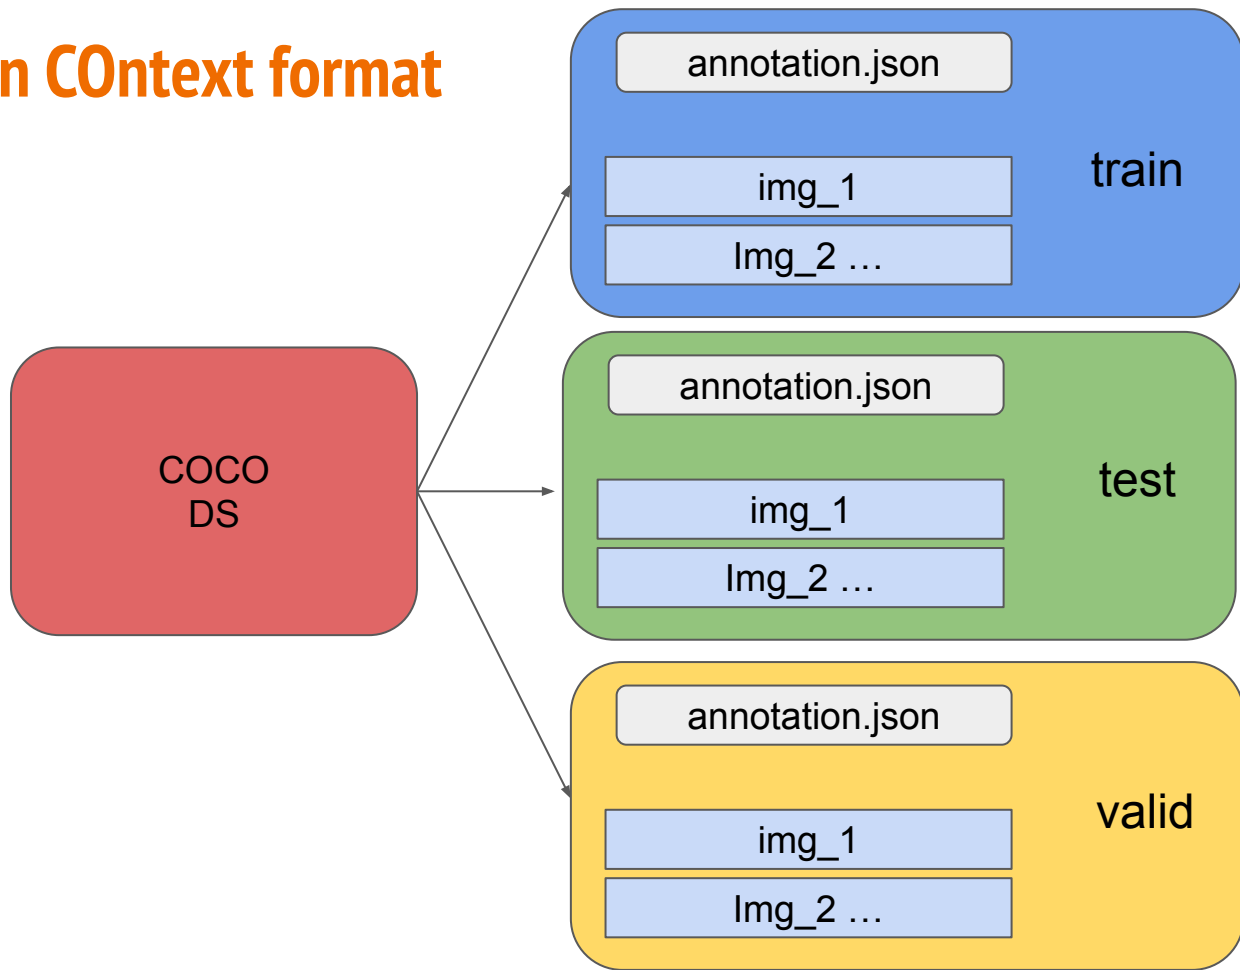 n COntext format
annotation.json
img_1
train
Img_2 …
annotation.json
COCO
DS
img_1
test
Img_2 …
annotation.json
img_1
valid
Img_2 …